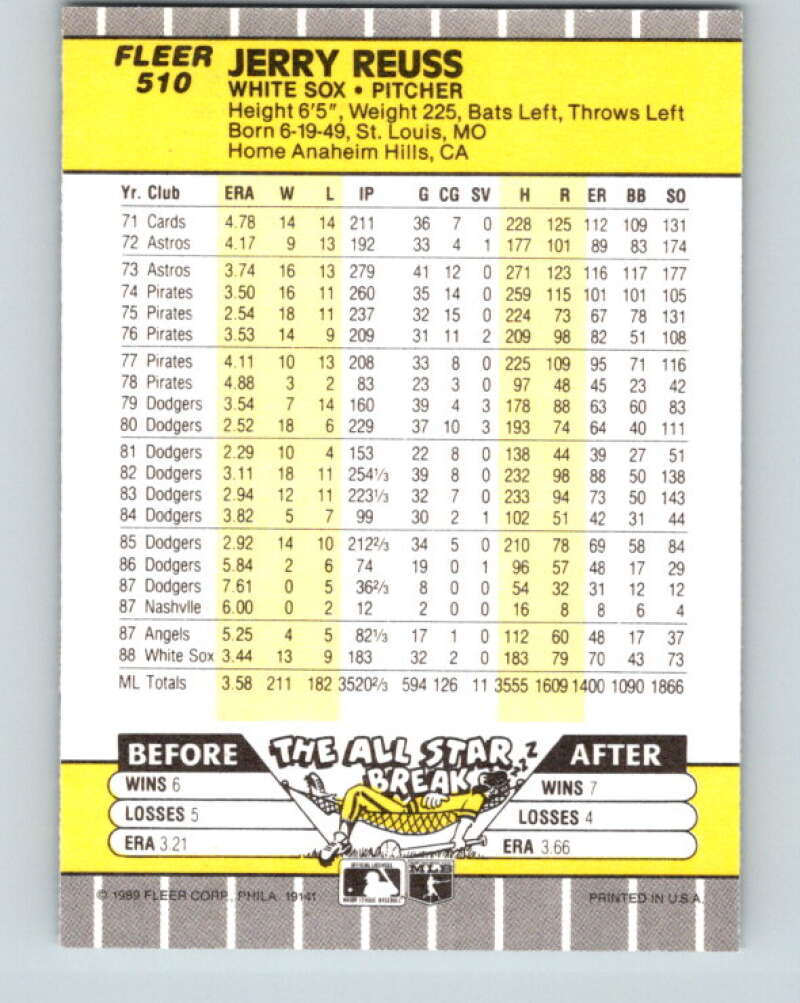 FLEER JERRY REUSS
510 WHITE SOX • PITCHER
Height 6'5", Weight 225, Bats Left, Throws Left
Born 6-19-49, St. Louis, MO
Home Anaheim Hills, CA
Yr. Club ERA W L IP G CG SV H R ER BB SO
71 Cards 4.78 14 14 211 36 7 0 228 125 112 109 131
72 Astros 4.17 9 13 192 33 4 1 177 101 89 83 174
73 Astros 3.74 16 13 279 41 12 0 271 123 116 117 177
74 Pirates 3.50 16 11 260 35 14 0 259 115 101 101 105
75 Pirates 2.54 18 11 237 32 15 0 224 73 67 78 131
76 Pirates 3.53 14 9 209 31 11 2 209 98 82 51 108
77 Pirates 4.11 10 13 208 33 8 0 225 109 95 71 116
78 Pirates 4.88 3 2 83 23 3 0 97 48 45 23 42
79 Dodgers 3.54 7 14 160 39 4 3 178 88 63 60 83
80 Dodgers 2.52 18 6 229 37 10 3 193 74 64 40 111
81 Dodgers 2.29 10 4 153 22 8 0 138 44 39 27 51
82 Dodgers 3.11 18 11 254⅓ 39 8 0 232 98 88 50 138
83 Dodgers 2.94 12 11 223⅓ 32 7 0 233 94 73 50 143
84 Dodgers 3.82 5 7 99 30 2 1 102 51 42 31 44
85 Dodgers 2.92 14 10 212⅔ 34 5 0 210 78 69 58 84
86 Dodgers 5.84 2 6 74 19 0 1 96 57 48 17 29
87 Dodgers 7.61 0 5 36⅔ 8 0 0 54 32 31 12 12
87 Nashvlle 6.00 0 2 12 2 0 0 16 8 8 6 4
87 Angels 5.25 4 5 82⅓ 17 1 0 112 60 48 17 37
88 White Sox 3.44 13 9 183 32 2 0 183 79 70 43 73
ML Totals 3.58 211 182 3520⅔ 594 126 11 3555 1609 1400 1090 1866
BEFORE THE ALL STAR BREAK ZZZ AFTER
WINS 6 WINS 7
LOSSES 5 LOSSES 4
ERA 3.21 ERA 3.66
© 1989 FLEER CORP., PHILA. 19141 MLB PRINTED IN U.S.A.